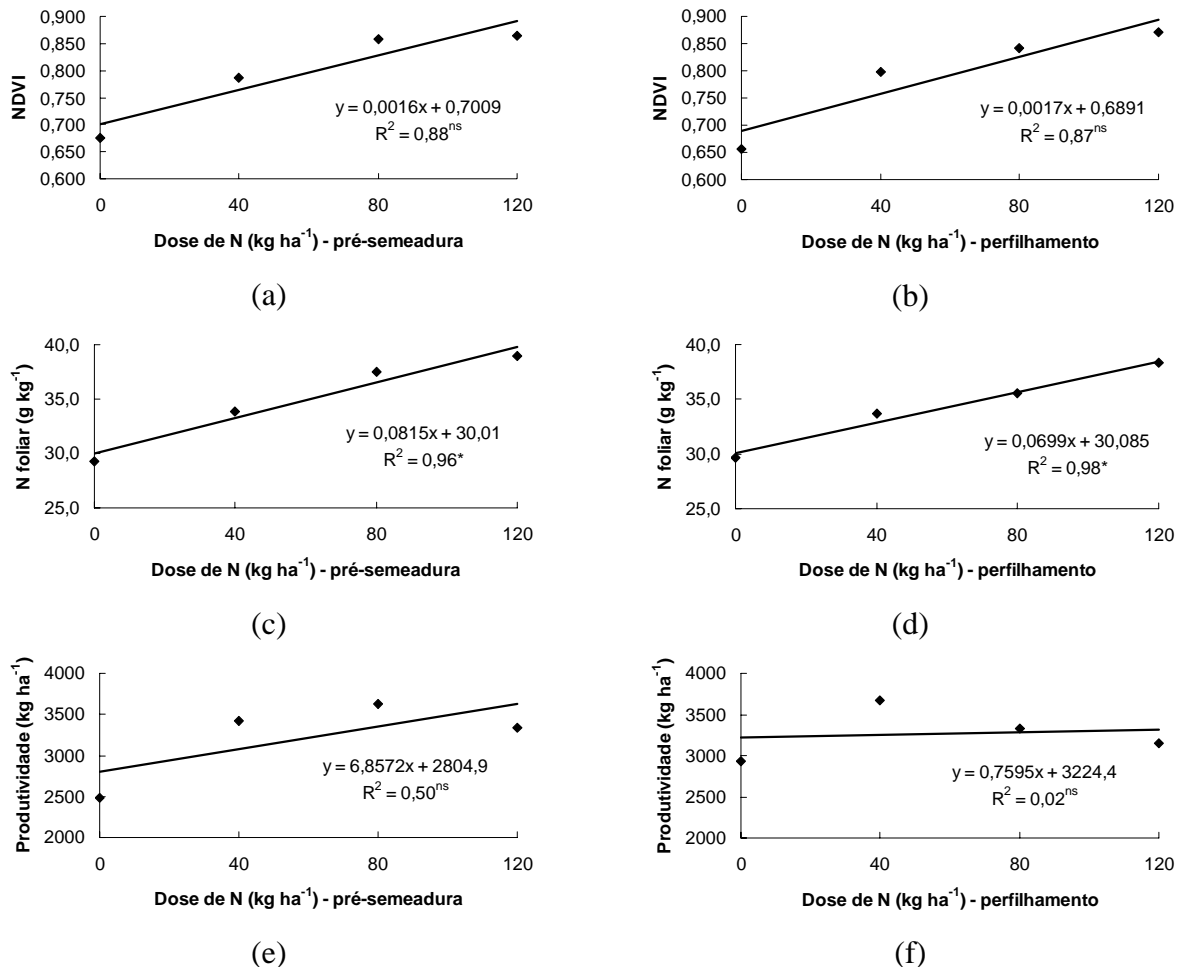 0,900
0,850
0,800
0,750
0,700
0,650
0,600
NDVI
y = 0,0016x + 0,7009
R² = 0,88ns
0 40 80 120
Dose de N (kg ha⁻¹) - pré-semeadura
(a)
0,900
0,850
0,800
0,750
0,700
0,650
0,600
NDVI
y = 0,0017x + 0,6891
R² = 0,87ns
0 40 80 120
Dose de N (kg ha⁻¹) - perfilhamento
(b)
40,0
35,0
30,0
25,0
N foliar (g kg⁻¹)
y = 0,0815x + 30,01
R² = 0,96*
0 40 80 120
Dose de N (kg ha⁻¹) - pré-semeadura
(c)
40,0
35,0
30,0
25,0
N foliar (g kg⁻¹)
y = 0,0699x + 30,085
R² = 0,98*
0 40 80 120
Dose de N (kg ha⁻¹) - perfilhamento
(d)
4000
3500
3000
2500
2000
Produtividade (kg ha⁻¹)
y = 6,8572x + 2804,9
R² = 0,50ns
0 40 80 120
Dose de N (kg ha⁻¹) - pré-semeadura
(e)
4000
3500
3000
2500
2000
Produtividade (kg ha⁻¹)
y = 0,7595x + 3224,4
R² = 0,02ns
0 40 80 120
Dose de N (kg ha⁻¹) - perfilhamento
(f)